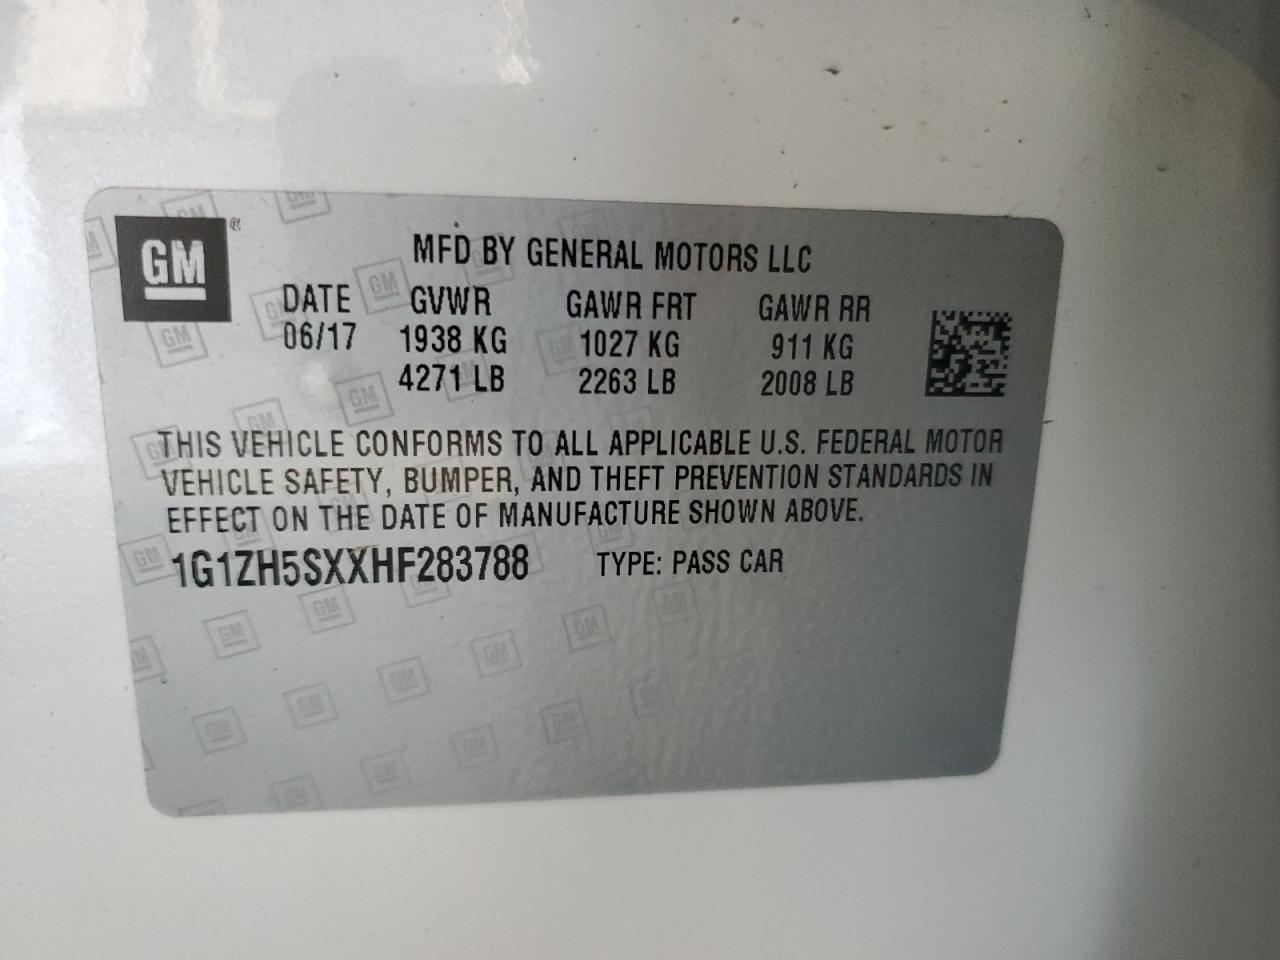 GM
MFD BY GENERAL MOTORS LLC
DATE GVWR GAWR FRT GAWR RR
06/17 1938 KG 1027 KG 911 KG
4271 LB 2263 LB 2008 LB
THIS VEHICLE CONFORMS TO ALL APPLICABLE U.S. FEDERAL MOTOR
VEHICLE SAFETY, BUMPER, AND THEFT PREVENTION STANDARDS IN
EFFECT ON THE DATE OF MANUFACTURE SHOWN ABOVE.
1G1ZH5SXXHF283788 TYPE: PASS CAR